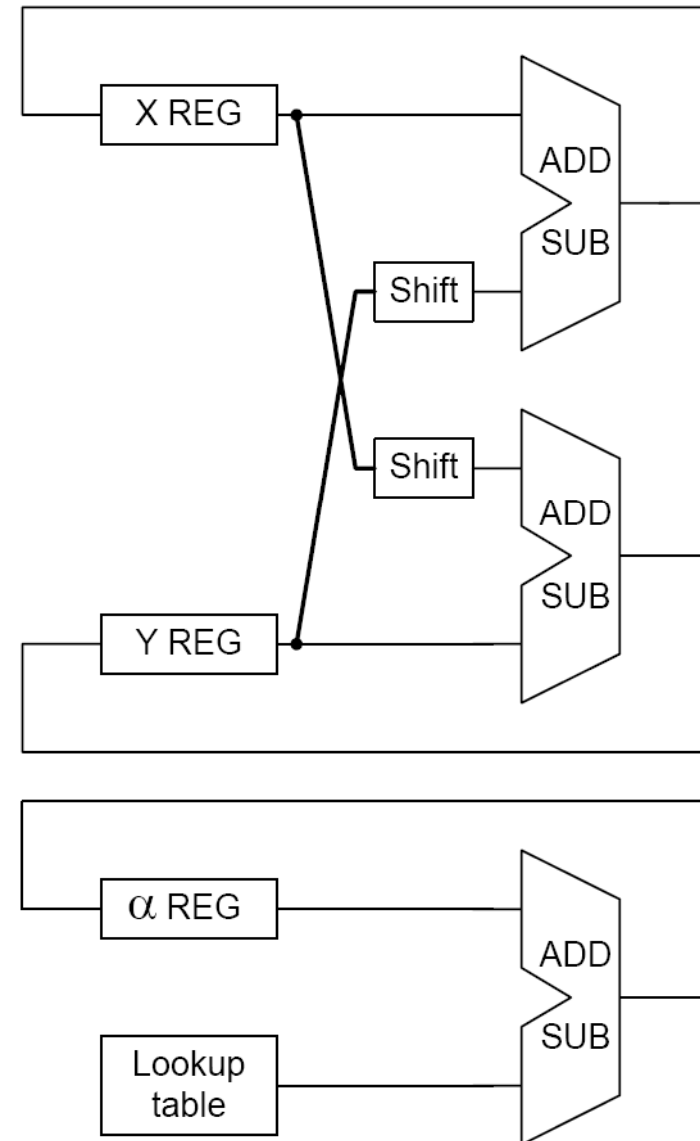 X REG
ADD
SUB
Shift
Shift
ADD
SUB
Y REG
α REG
ADD
SUB
Lookup
table